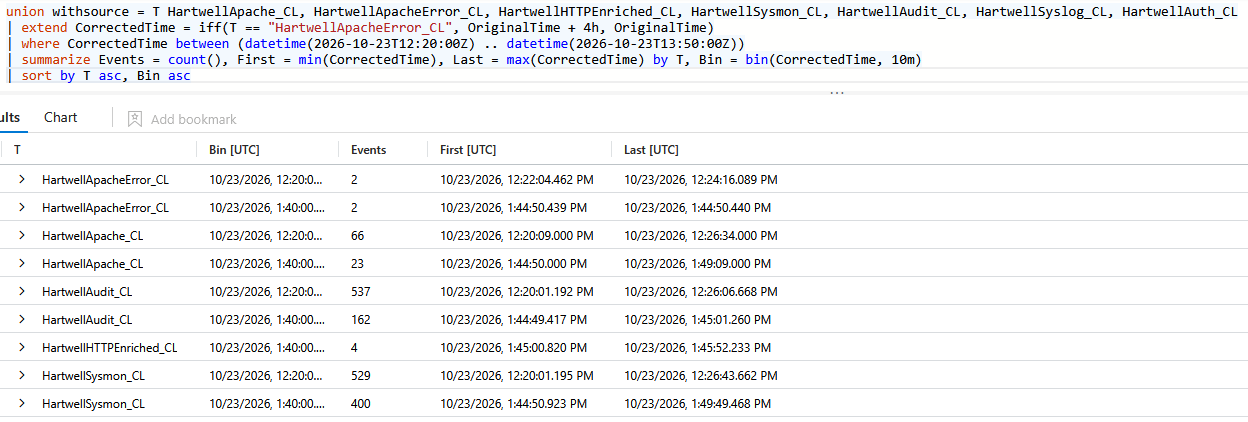 union withsource = T HartwellApache_CL, HartwellApacheError_CL, HartwellHTTPEnriched_CL, HartwellSysmon_CL, HartwellAudit_CL, HartwellSyslog_CL, HartwellAuth_CL
| extend CorrectedTime = iff(T == "HartwellApacheError_CL", OriginalTime + 4h, OriginalTime)
| where CorrectedTime between (datetime(2026-10-23T12:20:00Z) .. datetime(2026-10-23T13:50:00Z))
| summarize Events = count(), First = min(CorrectedTime), Last = max(CorrectedTime) by T, Bin = bin(CorrectedTime, 10m)
| sort by T asc, Bin asc
...
ults Chart Add bookmark
T Bin [UTC] Events First [UTC] Last [UTC]
HartwellApacheError_CL 10/23/2026, 12:20:0... 2 10/23/2026, 12:22:04.462 PM 10/23/2026, 12:24:16.089 PM
HartwellApacheError_CL 10/23/2026, 1:40:00.... 2 10/23/2026, 1:44:50.439 PM 10/23/2026, 1:44:50.440 PM
HartwellApache_CL 10/23/2026, 12:20:0... 66 10/23/2026, 12:20:09.000 PM 10/23/2026, 12:26:34.000 PM
HartwellApache_CL 10/23/2026, 1:40:00.... 23 10/23/2026, 1:44:50.000 PM 10/23/2026, 1:49:09.000 PM
HartwellAudit_CL 10/23/2026, 12:20:0... 537 10/23/2026, 12:20:01.192 PM 10/23/2026, 12:26:06.668 PM
HartwellAudit_CL 10/23/2026, 1:40:00.... 162 10/23/2026, 1:44:49.417 PM 10/23/2026, 1:45:01.260 PM
HartwellHTTPEnriched_CL 10/23/2026, 1:40:00.... 4 10/23/2026, 1:45:00.820 PM 10/23/2026, 1:45:52.233 PM
HartwellSysmon_CL 10/23/2026, 12:20:0... 529 10/23/2026, 12:20:01.195 PM 10/23/2026, 12:26:43.662 PM
HartwellSysmon_CL 10/23/2026, 1:40:00.... 400 10/23/2026, 1:44:50.923 PM 10/23/2026, 1:49:49.468 PM